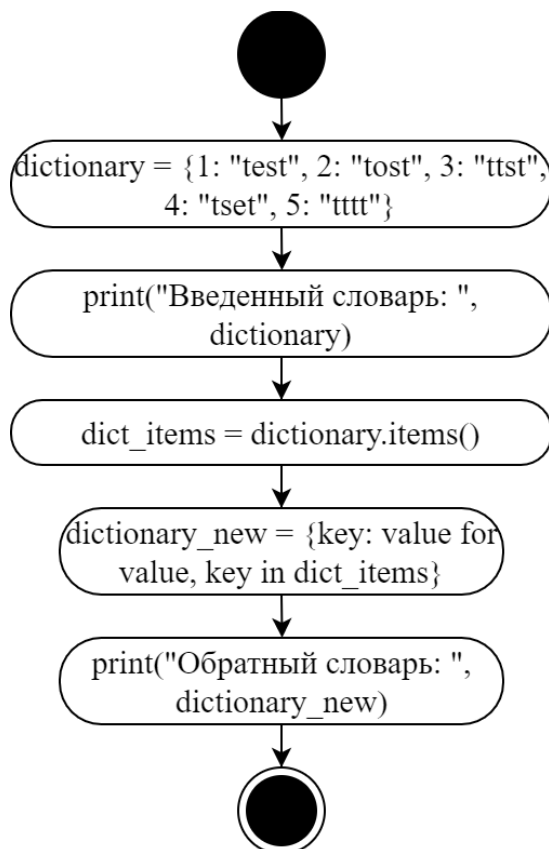 dictionary = {1: "test", 2: "tost", 3: "ttst",
4: "tset", 5: "tttt"}
print("Введенный словарь: ",
dictionary)
dict_items = dictionary.items()
dictionary_new = {key: value for
value, key in dict_items}
print("Обратный словарь: ",
dictionary_new)